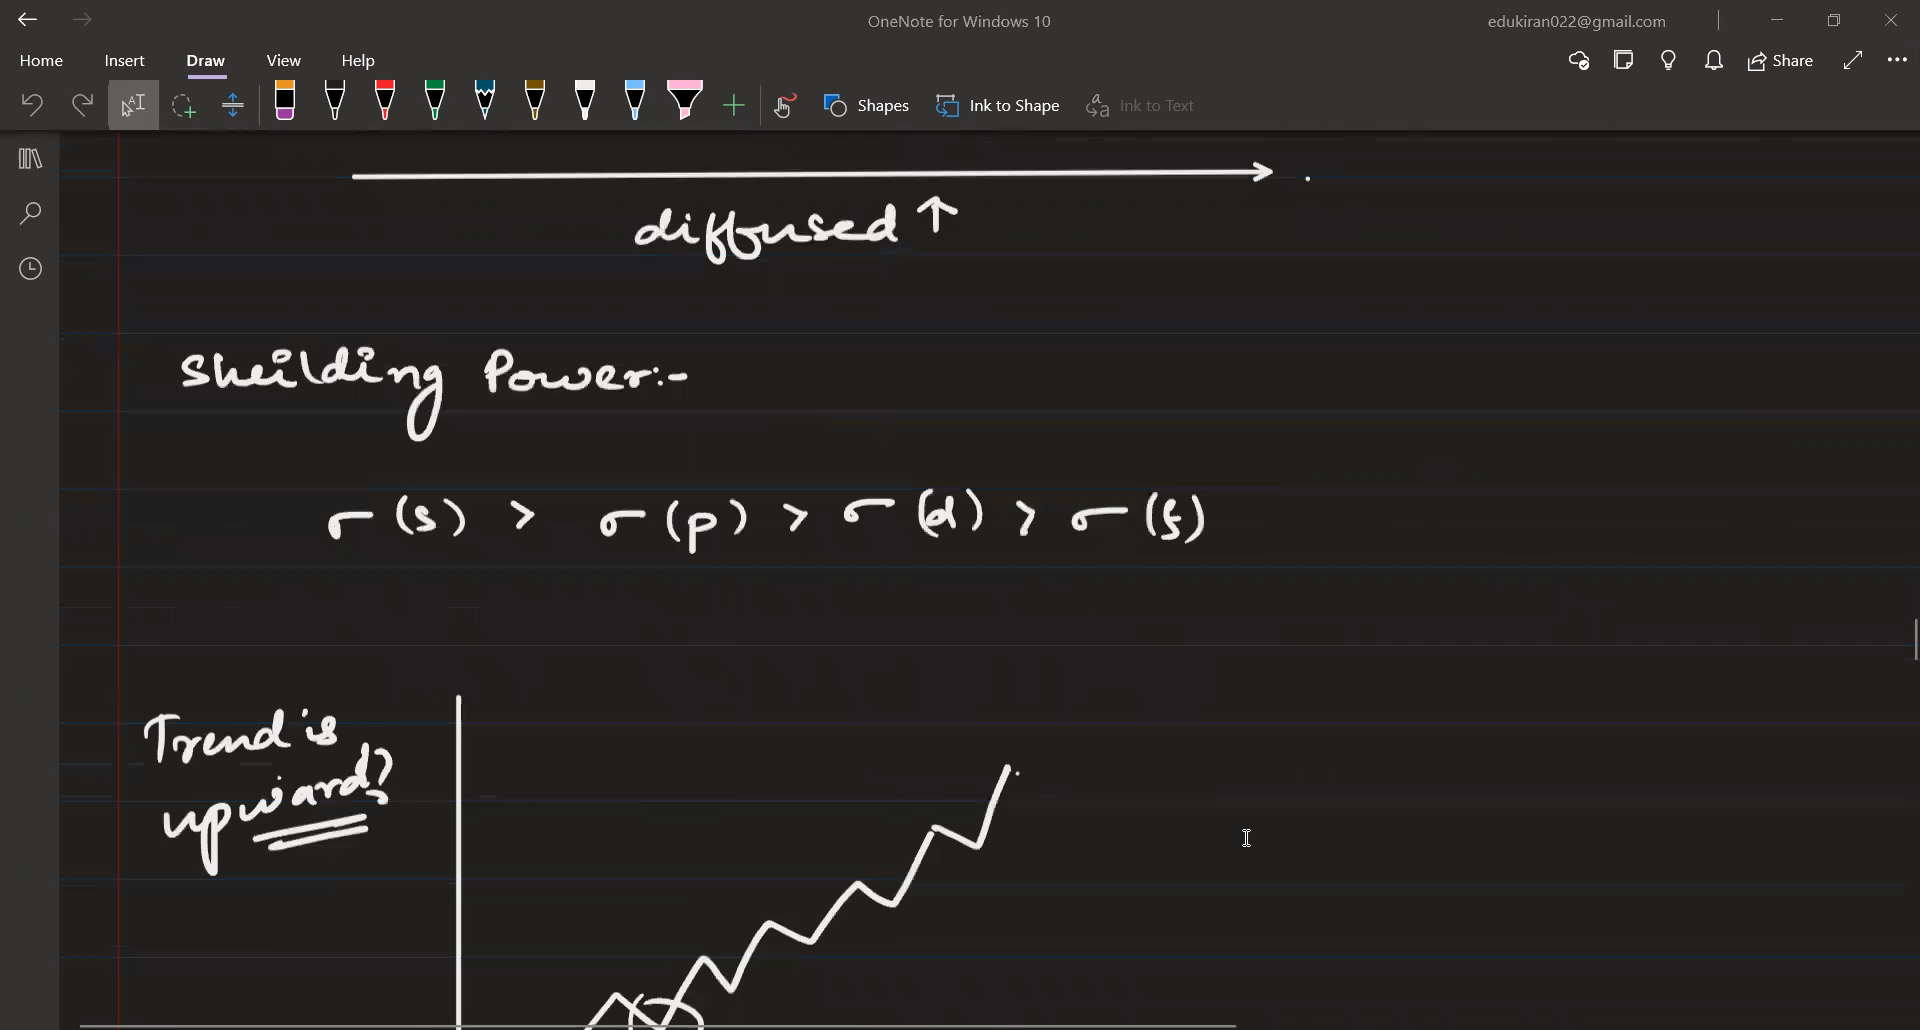 OneNote for Windows 10
edukiran022@gmail.com
Home Insert Draw View Help
Share
Shapes Ink to Shape Ink to Text
diffused ↑
Sheilding Power:-
σ (s) > σ (p) > σ (d) > σ (f)
Trend is
upward?